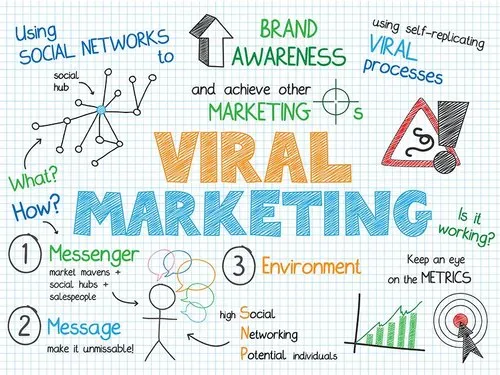 Using
SOCIAL NETWORKS
to
BRAND
AWARENESS
using self-replicating
VIRAL
processes
social
hub
and achieve other
MARKETING s
VIRAL
MARKETING
What?
How?
1 Messenger
market mavens +
social hubs +
salespeople
2 Message
make it unmissable!
3 Environment
high Social
Networking
Potential individuals
Is it
working?
Keep an eye
on the METRICS